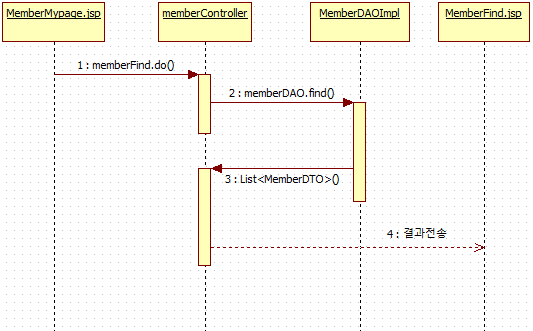 MemberMypage.jsp
memberController
MemberDAOImpl
MemberFind.jsp
1 : memberFind.do()
2 : memberDAO.find()
3 : List<MemberDTO>()
4 : 결과전송